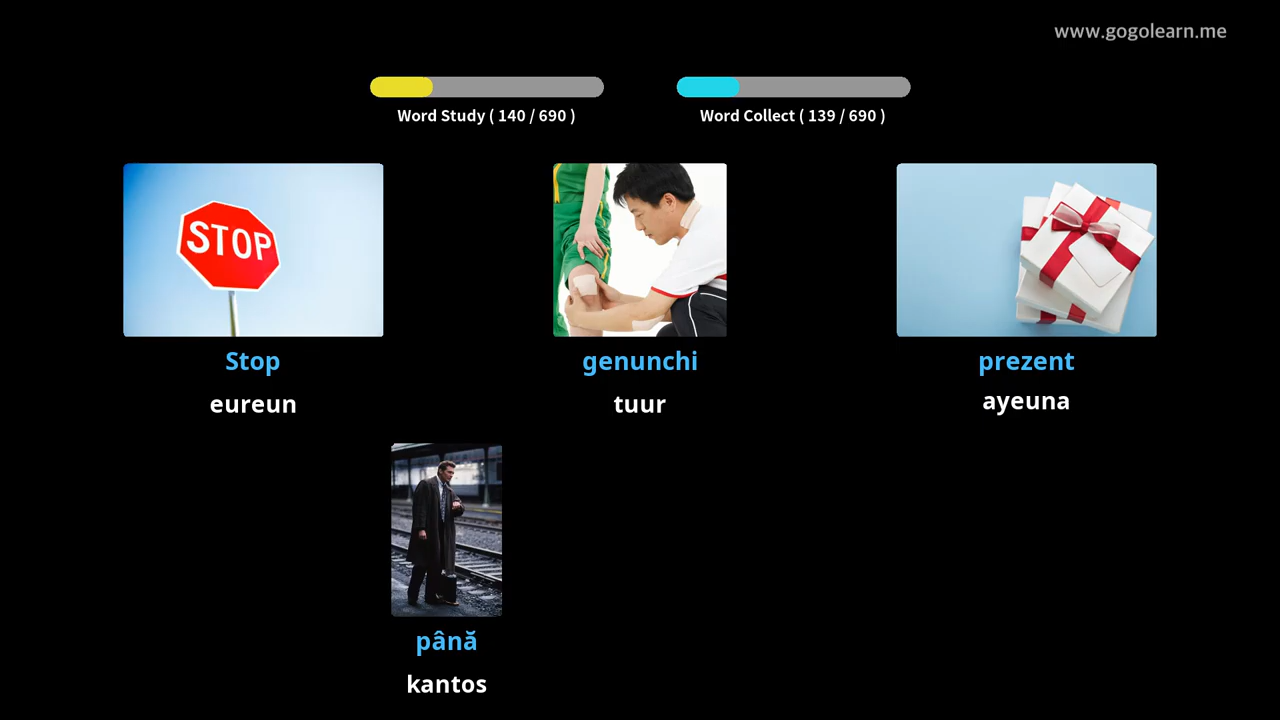 www.gogolearn.me
Word Study ( 140 / 690 )
Word Collect ( 139 / 690 )
STOP
Stop
genunchi
prezent
eureun
tuur
ayeuna
până
kantos